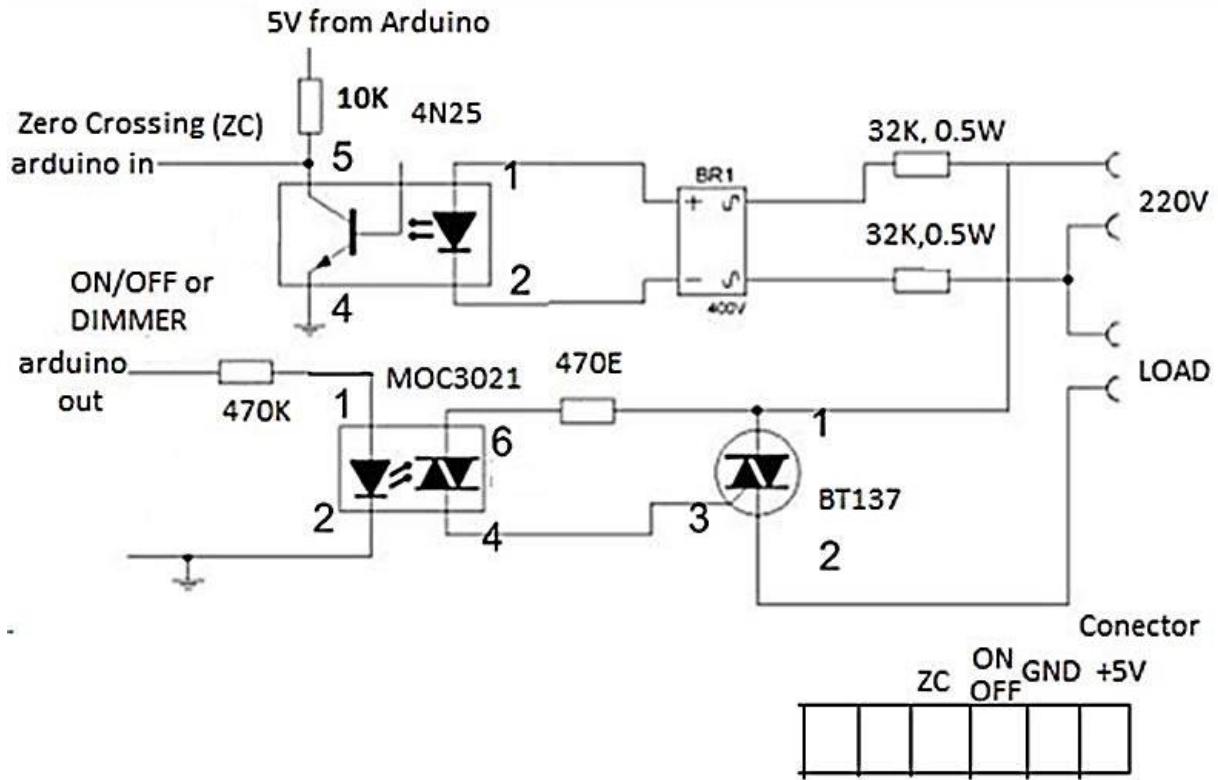 5V from Arduino
10K
4N25
Zero Crossing (ZC)
arduino in
5
1
BR1
+
-
400V
32K, 0.5W
32K,0.5W
220V
2
4
ON/OFF or
DIMMER
arduino
out
470K
MOC3021
470E
LOAD
1
6
1
2
4
3
BT137
2
Conector
ZC
ON
OFF
GND
+5V